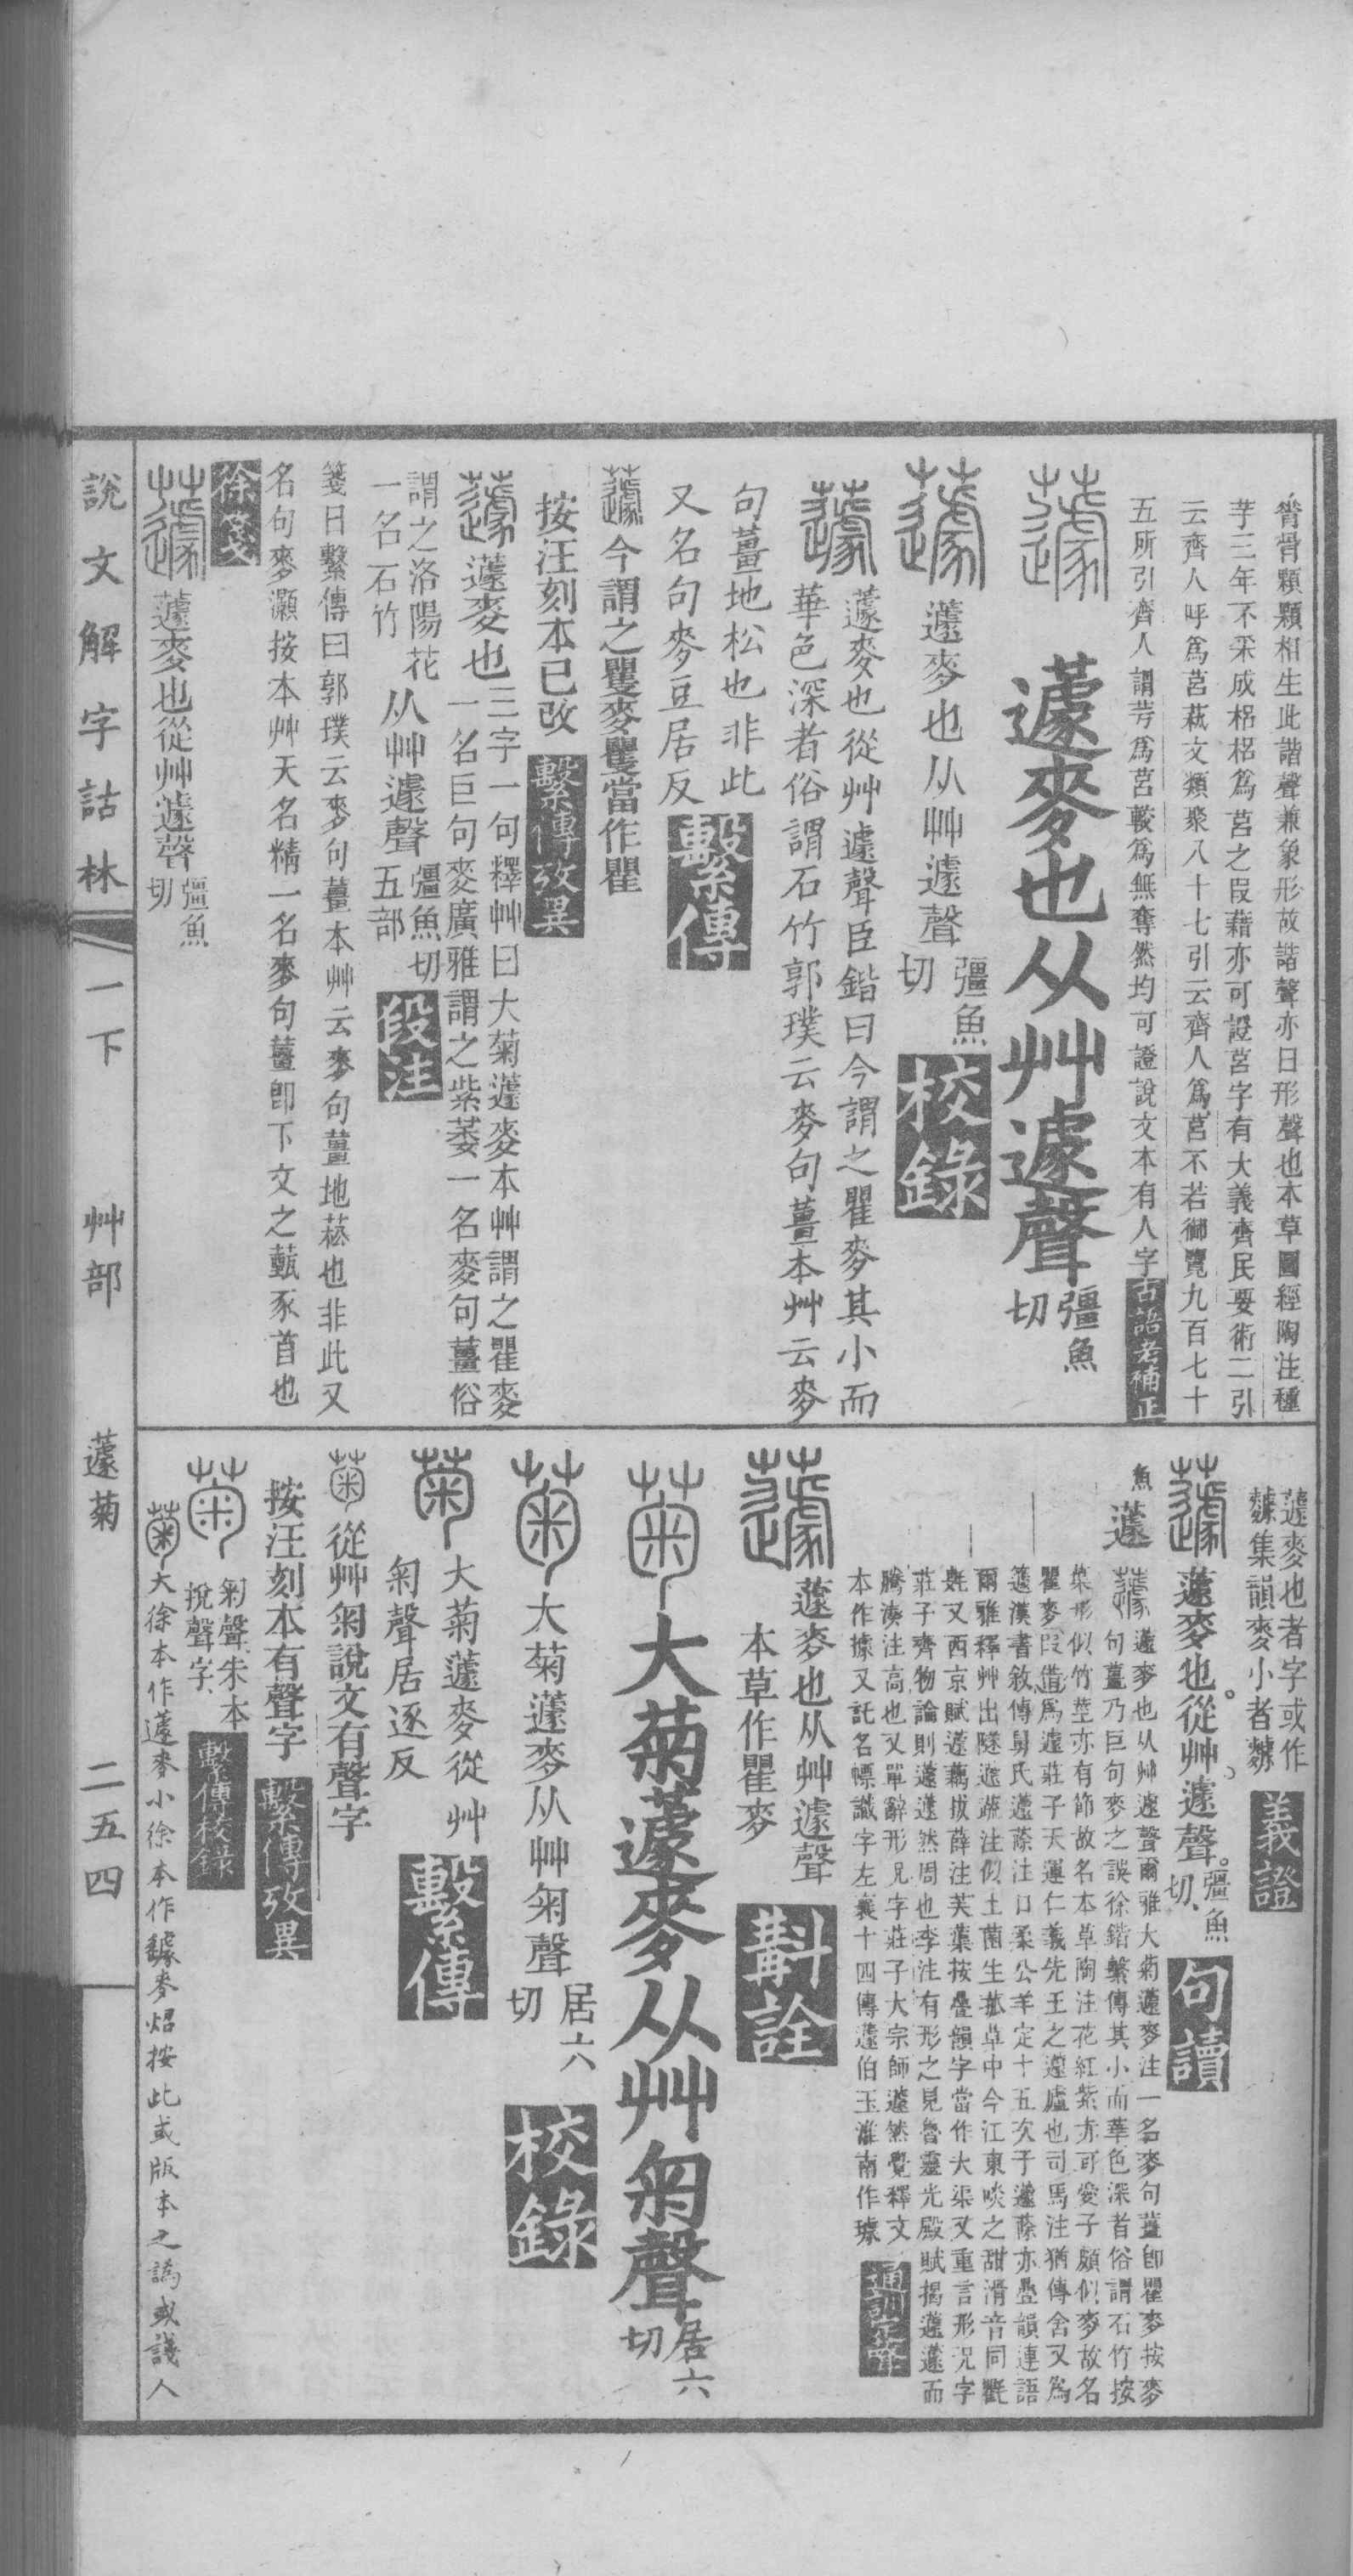 脅骨顆顆相生此諧聲兼象形故諧聲亦曰形聲也本草圖經陶注種
芋三年不采成梠梠爲莒之叚藉亦可證莒字有大義齊民要術二引
云齊人呼爲莒蓺文類聚八十七引云齊人爲莒不若御覽九百七十
五所引齊人謂芌爲莒較爲無奪然均可證說文本有人字古語考補正
蘧 蘧麥也从艸遽聲彊魚切
蘧 蘧麥也从艸遽聲彊魚切 校錄
蘧 蘧麥也從艸遽聲臣鍇曰今謂之瞿麥其小而
華色深者俗謂石竹郭璞云麥句薑本艸云麥
句薑地松也非此
又名句麥豆居反 繫傳
蘧今謂之瞿麥瞿當作瞿
按汪刻本已改 繫傳攷異
蘧 蘧麥也三字一句釋艸曰大菊蘧麥本艸謂之瞿麥
一名巨句麥廣雅謂之紫萎一名麥句薑俗
謂之洛陽花
一名石竹 从艸遽聲彊魚切五部 段注
箋曰繫傳曰郭璞云麥句薑本艸云麥句薑地菘也非此又
名句麥灝按本艸天名精一名麥句薑卽下文之薽豕首也
徐箋
蘧 蘧麥也從艸蘧聲彊魚切
說文解字詁林 一下 艸部 蘧菊 二五四
蘧麥也者字或作
蘧集韻麥小者 義證
蘧 蘧麥也從艸遽聲彊魚切 句讀
魚
蘧 蘧麥也从艸遽聲爾雅大菊蘧麥注一名麥句薑卽瞿麥按麥
句薑乃巨句麥之誤徐鍇繫傳其小而華色深者俗謂石竹按
葉形似竹莖亦有節故名本草陶注花紅紫赤可愛子頗似麥故名
瞿麥叚借爲遽莊子天運仁義先王之蘧廬也司馬注猶傳舍又爲
籧漢書敘傳舅氏蘧蒢注口柔公羊定十五次于蘧蒢亦疊韻連語
爾雅釋艸出隧蘧蔬注似土菌生菰草中今江東啖之甜滑音同氍
毹又西京賦蘧藕拔薛注芙蕖按疊韻字當作大渠又重言形況字
莊子齊物論則蘧蘧然周也李注有形之見魯靈光殿賦揭蘧蘧而
騰湊注高也又單辭形況字莊子大宗師蘧然覺釋文
本作據又託名幖識字左襄十四傳蘧伯玉淮南作璩 通訓定聲
蘧 蘧麥也从艸遽聲
本草作瞿麥 斠詮
菊 大菊蘧麥从艸匊聲居六切
菊 大菊蘧麥从艸匊聲居六切 校錄
菊 大菊蘧麥從艸
匊聲居逐反 繫傳
菊從艸匊說文有聲字
按汪刻本有聲字 繫傳攷異
菊 匊聲朱本
挩聲字 繫傳校錄
菊大徐本作蘧麥小徐本作蘧麥炤按此或版本之譌或淺人